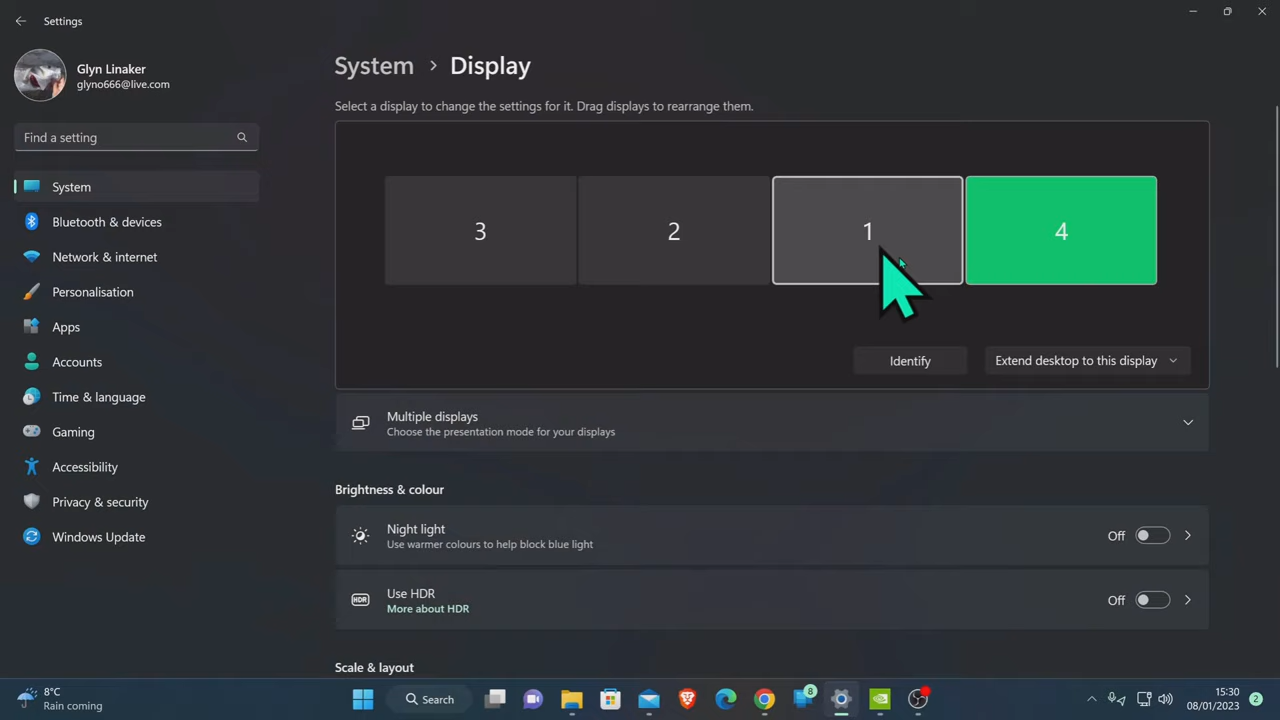 Settings
Glyn Linaker
glyno666@live.com
Find a setting
System
Bluetooth & devices
Network & internet
Personalisation
Apps
Accounts
Time & language
Gaming
Accessibility
Privacy & security
Windows Update
System > Display
Select a display to change the settings for it. Drag displays to rearrange them.
3 2 1 4
Identify Extend desktop to this display
Multiple displays
Choose the presentation mode for your displays
Brightness & colour
Night light
Use warmer colours to help block blue light
Off
HDR
Use HDR
More about HDR
Off
Scale & layout
8°C
Rain coming
Search
8
15:30
08/01/2023
2